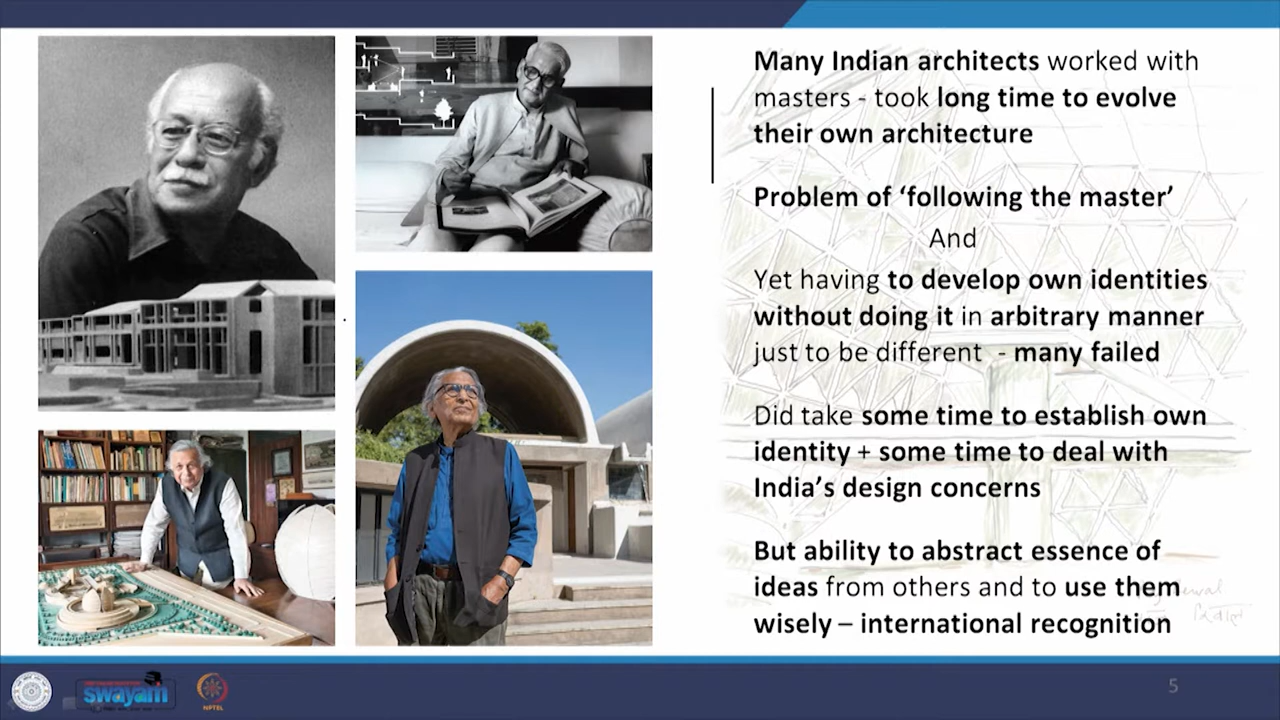 Many Indian architects worked with
masters - took long time to evolve
their own architecture
Problem of ‘following the master’
And
Yet having to develop own identities
without doing it in arbitrary manner
just to be different - many failed
Did take some time to establish own
identity + some time to deal with
India’s design concerns
But ability to abstract essence of
ideas from others and to use them
wisely – international recognition
5
swayam
NPTEL